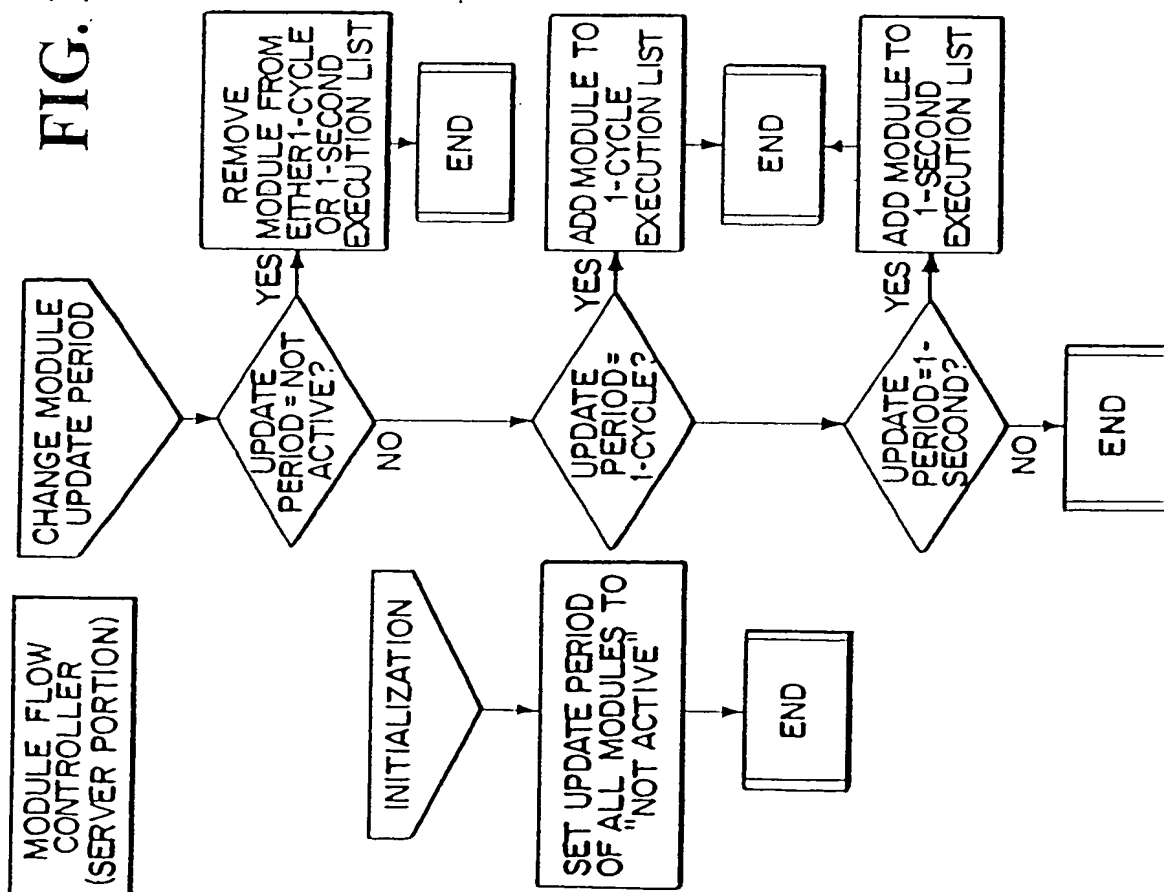 FIG.
MODULE FLOW
CONTROLLER
(SERVER PORTION)
INITIALIZATION
SET UPDATE PERIOD
OF ALL MODULES TO
"NOT ACTIVE"
END
CHANGE MODULE
UPDATE PERIOD
UPDATE
PERIOD=NOT
ACTIVE?
YES
NO
REMOVE
MODULE FROM
EITHER 1-CYCLE
OR 1-SECOND
EXECUTION LIST
END
UPDATE
PERIOD=
1-CYCLE?
YES
ADD MODULE TO
1-CYCLE
EXECUTION LIST
END
UPDATE
PERIOD=1-
SECOND?
YES
NO
ADD MODULE TO
1-SECOND
EXECUTION LIST
END